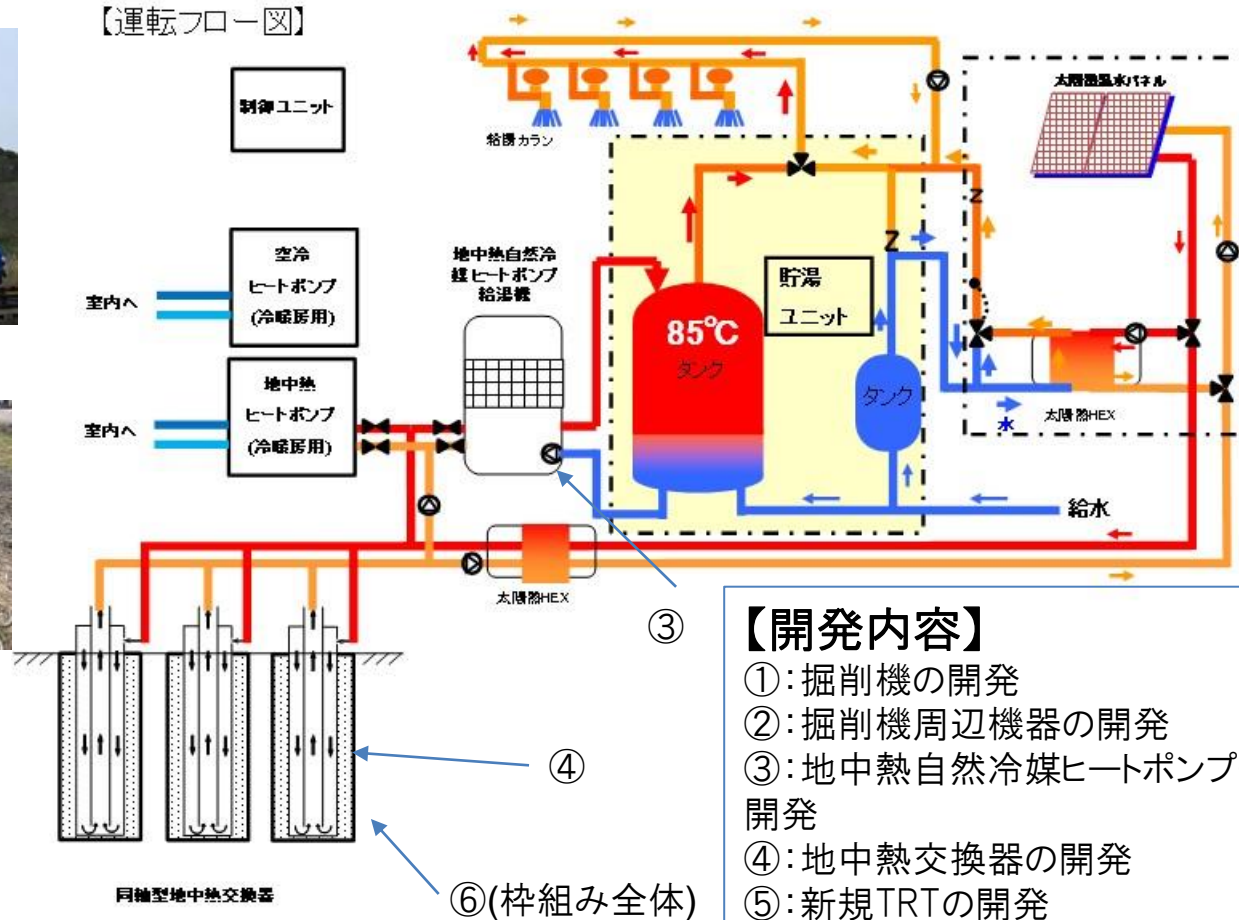 【運転フロー図】
制御ユニット
太陽熱温水パネル
給湯カラン
空冷
ヒートポンプ
(冷暖房用)
室内へ
地中熱自然冷
媒ヒートポンプ
給湯機
貯湯
ユニット
85℃
タンク
タンク
地中熱
ヒートポンプ
(冷暖房用)
室内へ
太陽熱HEX
水
給水
太陽熱HEX
③
④
⑥(枠組み全体)
同軸型地中熱交換器
【開発内容】
①:掘削機の開発
②:掘削機周辺機器の開発
③:地中熱自然冷媒ヒートポンプ
開発
④:地中熱交換器の開発
⑤:新規TRTの開発